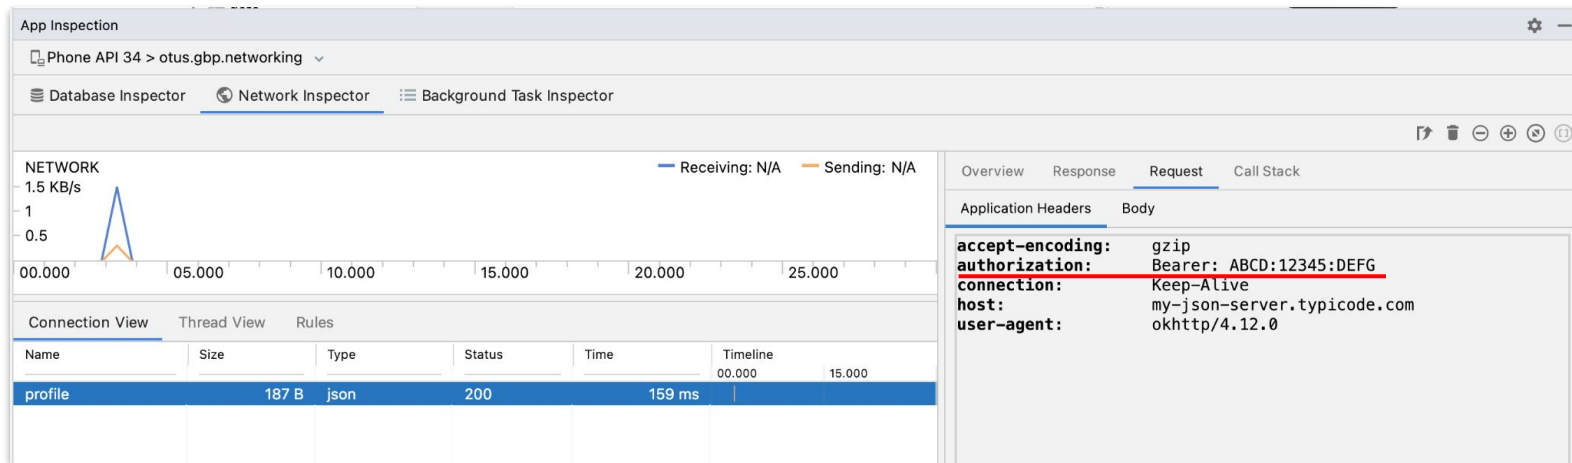 App Inspection
Phone API 34 > otus.gbp.networking
Database Inspector Network Inspector Background Task Inspector
NETWORK Receiving: N/A Sending: N/A
1.5 KB/s
1
0.5
00.000 05.000 10.000 15.000 20.000 25.000
Connection View Thread View Rules
Name Size Type Status Time Timeline
00.000 15.000
profile 187 B json 200 159 ms
Overview Response Request Call Stack
Application Headers Body
accept-encoding: gzip
authorization: Bearer: ABCD:12345:DEFG
connection: Keep-Alive
host: my-json-server.typicode.com
user-agent: okhttp/4.12.0